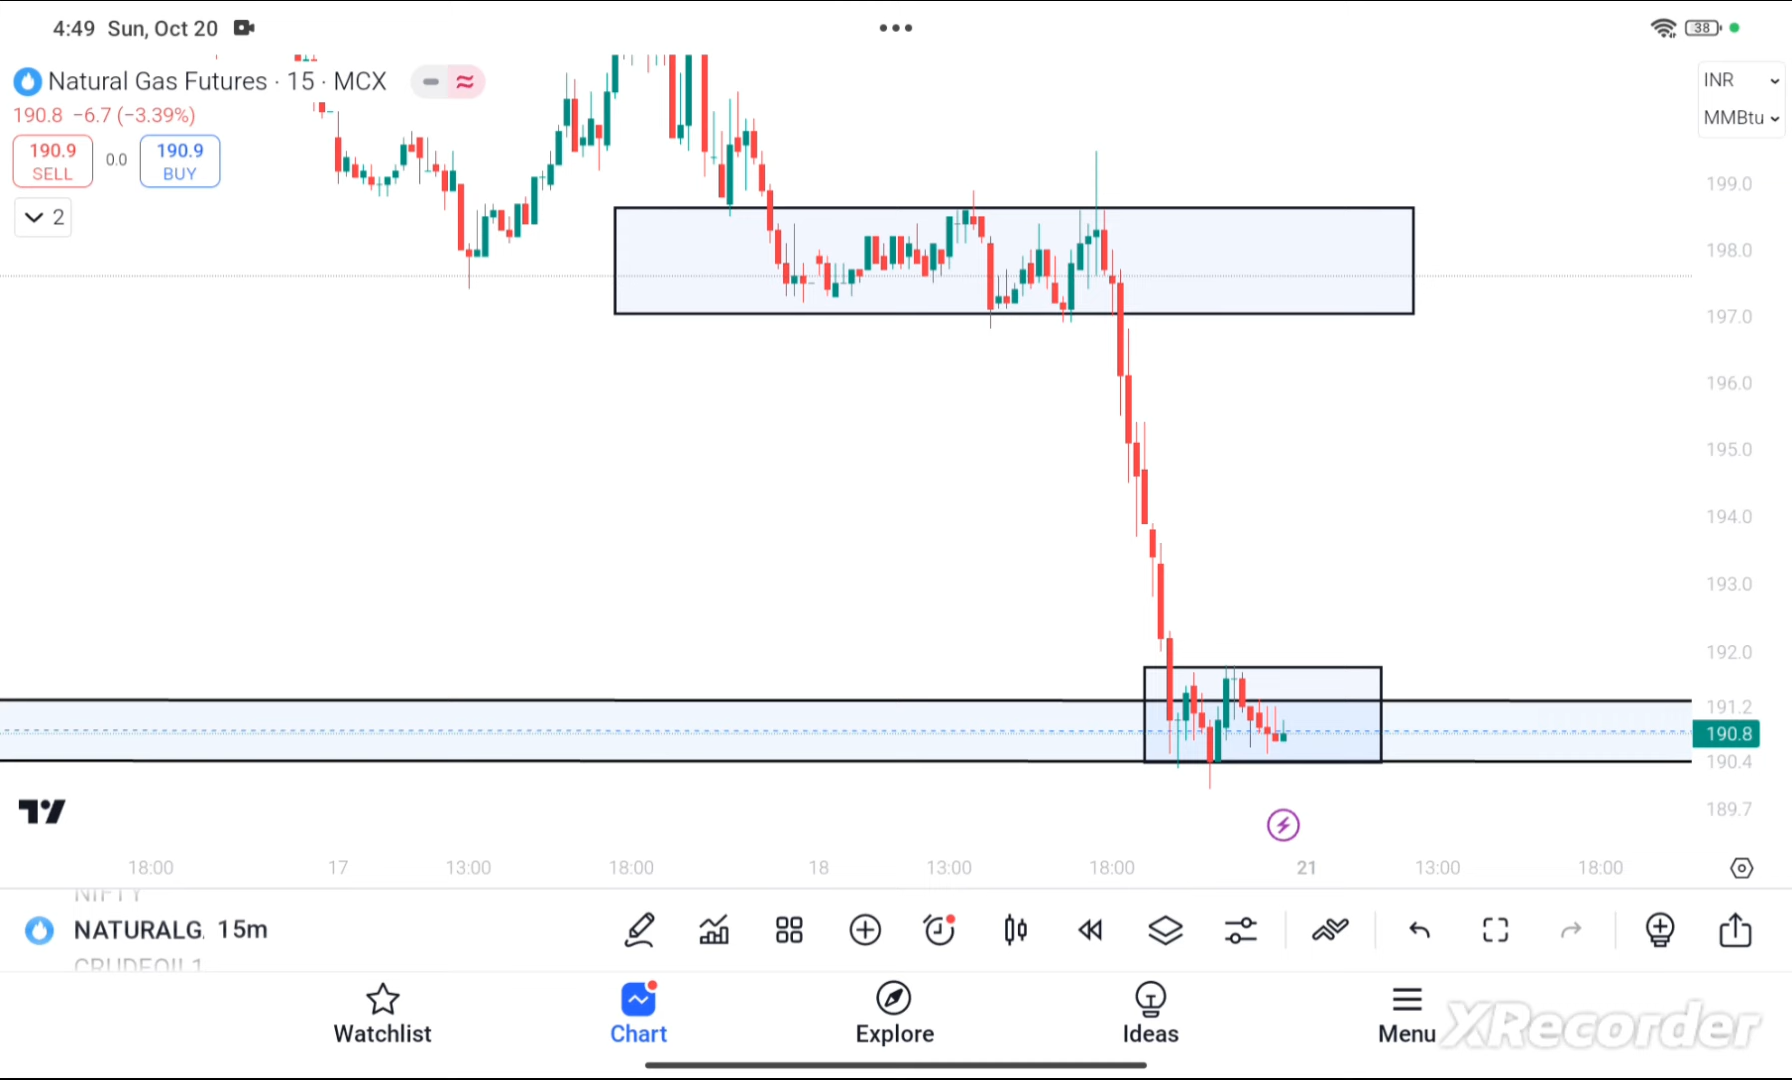 4:49 Sun, Oct 20
38
Natural Gas Futures · 15 · MCX
190.8 −6.7 (−3.39%)
190.9
SELL
0.0
190.9
BUY
2
INR
MMBtu
199.0
198.0
197.0
196.0
195.0
194.0
193.0
192.0
191.2
190.8
190.4
189.7
18:00 17 13:00 18:00 18 13:00 18:00 21 13:00 18:00
NIFTY
NATURALG. 15m
CRUDEOIL1
Watchlist
Chart
Explore
Ideas
Menu
XRecorder